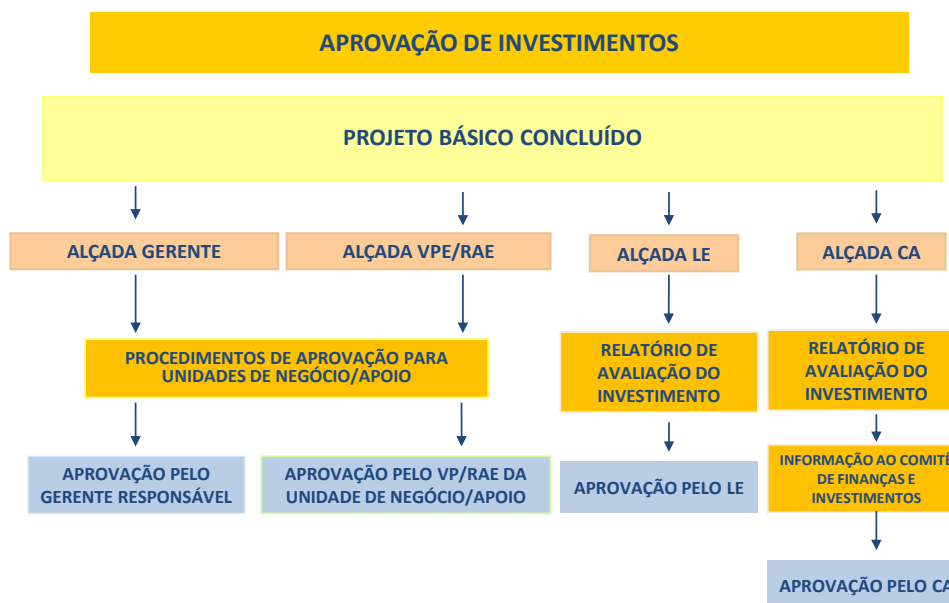 APROVAÇÃO DE INVESTIMENTOS
PROJETO BÁSICO CONCLUÍDO
ALÇADA GERENTE
ALÇADA VPE/RAE
ALÇADA LE
ALÇADA CA
PROCEDIMENTOS DE APROVAÇÃO PARA
UNIDADES DE NEGÓCIO/APOIO
RELATÓRIO DE
AVALIAÇÃO DO
INVESTIMENTO
RELATÓRIO DE
AVALIAÇÃO DO
INVESTIMENTO
APROVAÇÃO PELO
GERENTE RESPONSÁVEL
APROVAÇÃO PELO VP/RAE DA
UNIDADE DE NEGÓCIO/APOIO
APROVAÇÃO PELO LE
INFORMAÇÃO AO COMITÊ
DE FINANÇAS E
INVESTIMENTOS
APROVAÇÃO PELO CA